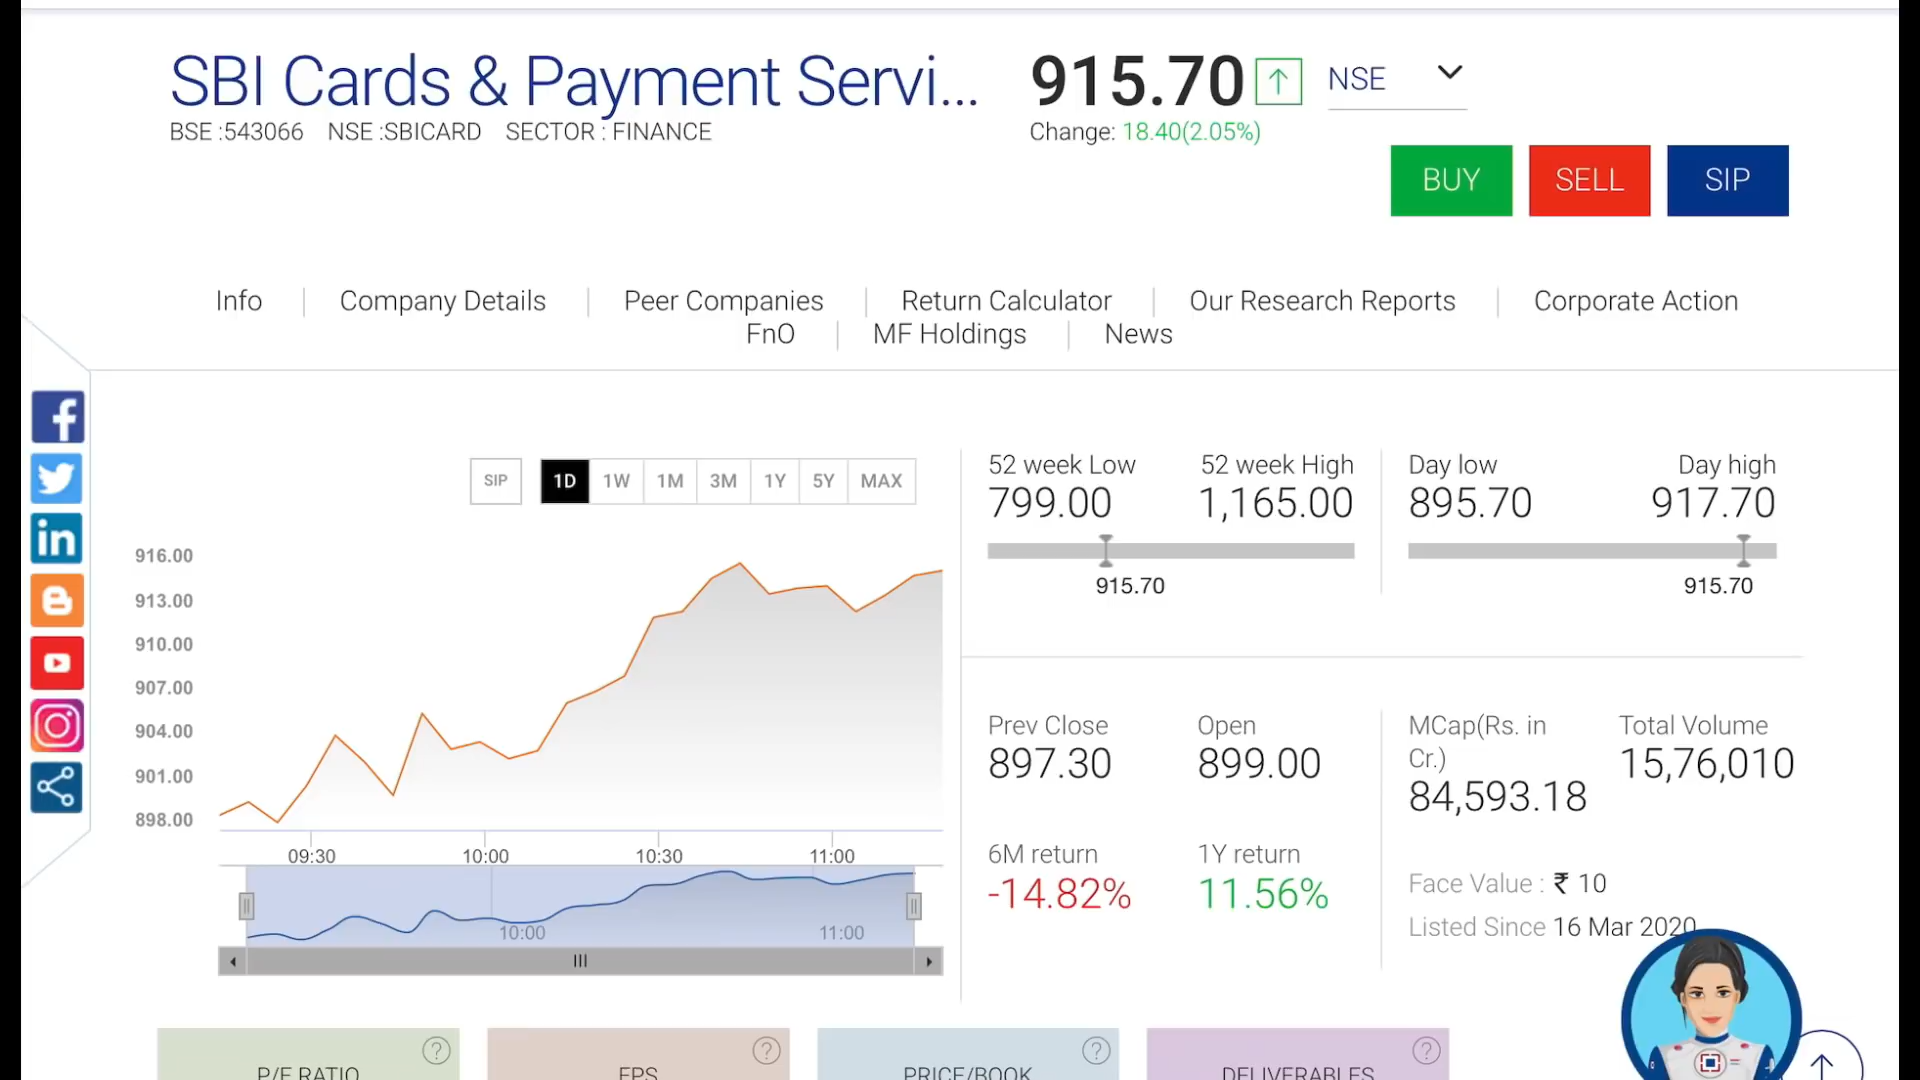 SBI Cards & Payment Servi...
915.70
NSE
BSE :543066 NSE :SBICARD SECTOR : FINANCE
Change: 18.40(2.05%)
BUY
SELL
SIP
Info
Company Details
Peer Companies
Return Calculator
Our Research Reports
Corporate Action
FnO
MF Holdings
News
SIP
1D
1W
1M
3M
1Y
5Y
MAX
916.00
913.00
910.00
907.00
904.00
901.00
898.00
09:30
10:00
10:30
11:00
10:00
11:00
52 week Low
52 week High
799.00
1,165.00
915.70
Day low
Day high
895.70
917.70
915.70
Prev Close
Open
897.30
899.00
MCap(Rs. in
Cr.)
84,593.18
Total Volume
15,76,010
6M return
1Y return
-14.82%
11.56%
Face Value : ₹ 10
Listed Since 16 Mar 2020
P/E RATIO
EPS
PRICE/BOOK
DELIVERABLES